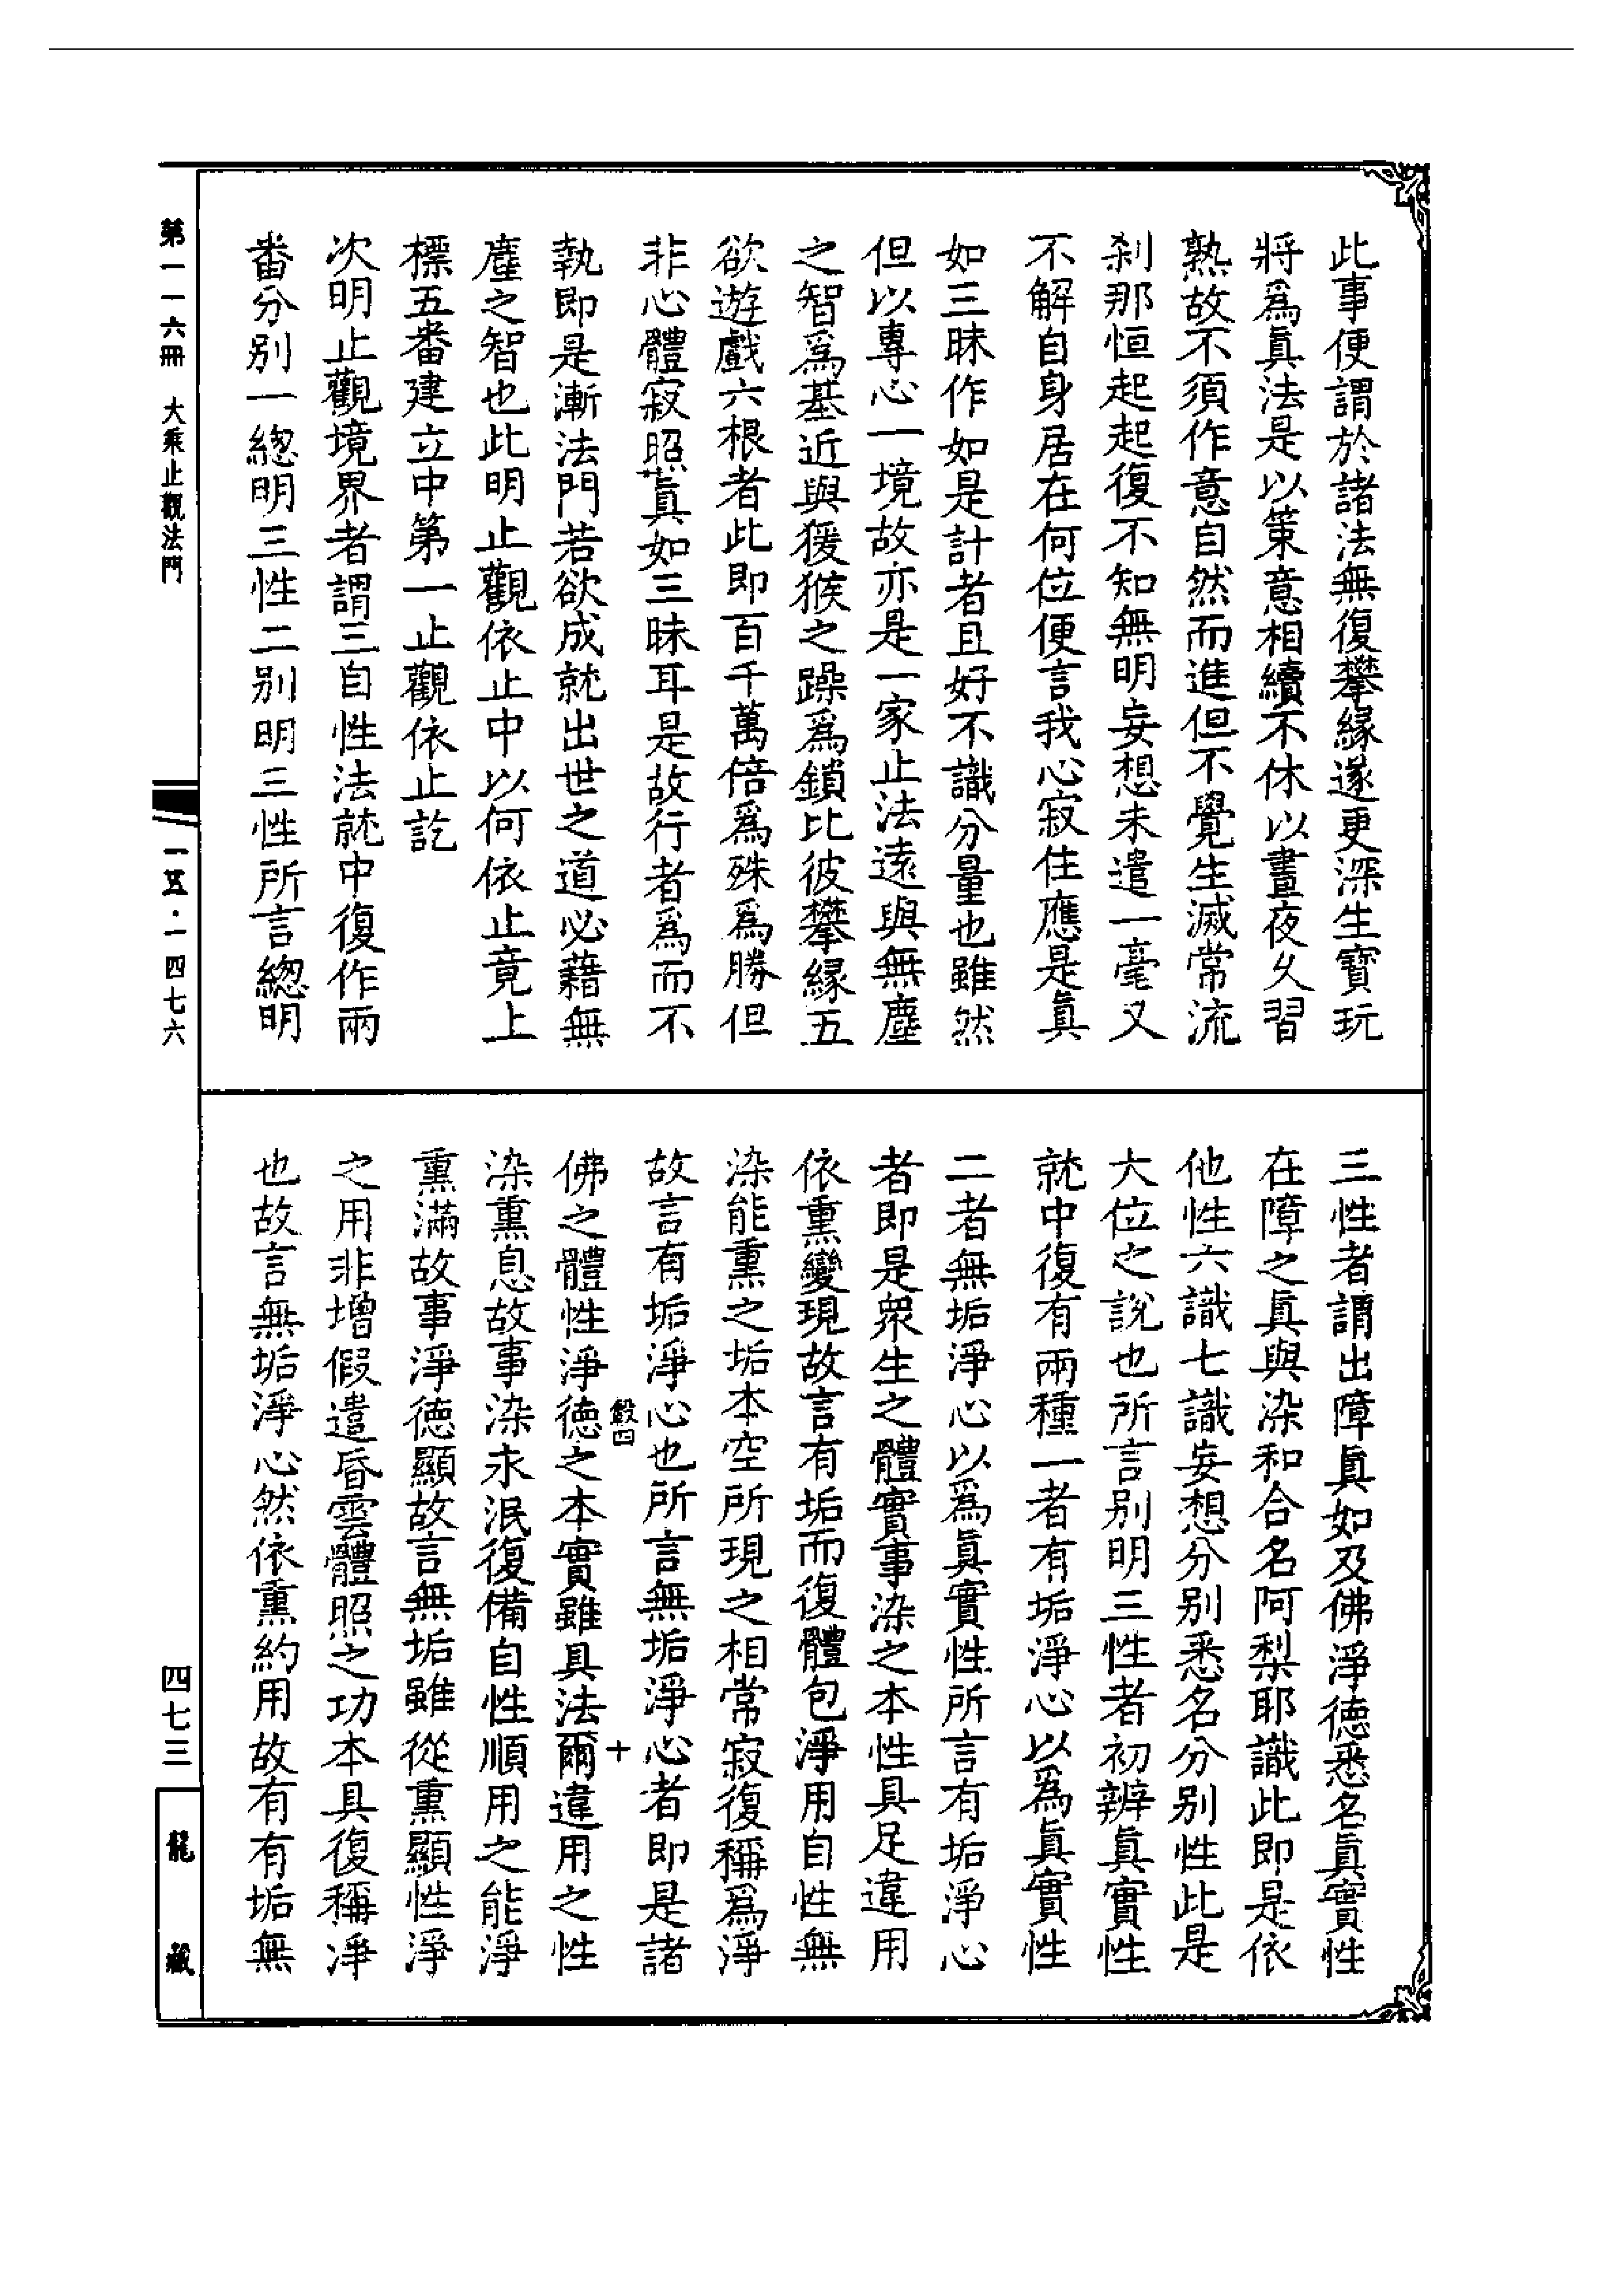 此事便謂於諸法無復攀緣遂更深生寶玩
將爲眞法是以策意相續不休以晝夜久習
熟故不須作意自然而進但不覺生滅常流
刹那恒起起復不知無明妄想未遣一毫又
不解自身居在何位便言我心寂住應是眞
如三昧作如是計者且好不識分量也雖然
但以專心一境故亦是一家止法遠與無塵
之智爲基近與猨猴之躁爲鎖比彼攀緣五
欲遊戲六根者此即百千萬倍爲殊爲勝但
非心體寂照眞如三昧耳是故行者爲而不
執即是漸法門若欲成就出世之道必藉無
塵之智也此明止觀依止中以何依止竟上
標五番建立中第一止觀依止訖
次明止觀境界者謂三自性法就中復作兩
番分別一總明三性二別明三性所言總明
三性者謂出障眞如及佛淨德悉名眞實性
在障之眞與染和合名阿梨耶識此即是依
他性六識七識妄想分別悉名分別性此是
大位之說也所言別明三性者初辨眞實性
就中復有兩種一者有垢淨心以爲眞實性
二者無垢淨心以爲眞實性所言有垢淨心
者即是衆生之體實事染之本性具足違用
依熏變現故言有垢而復體包淨用自性無
染能熏之垢本空所現之相常寂復稱爲淨
故言有垢淨心也所言無垢淨心者即是諸
縠四 十
佛之體性淨德之本實雖具法爾違用之性
染熏息故事染永泯復備自性順用之能淨
熏滿故事淨德顯故言無垢雖從熏顯性淨
之用非增假遣昏雲體照之功本具復稱淨
也故言無垢淨心然依熏約用故有有垢無
第一一六冊 大乘止觀法門
一五五·一四七六
四七三
龍藏